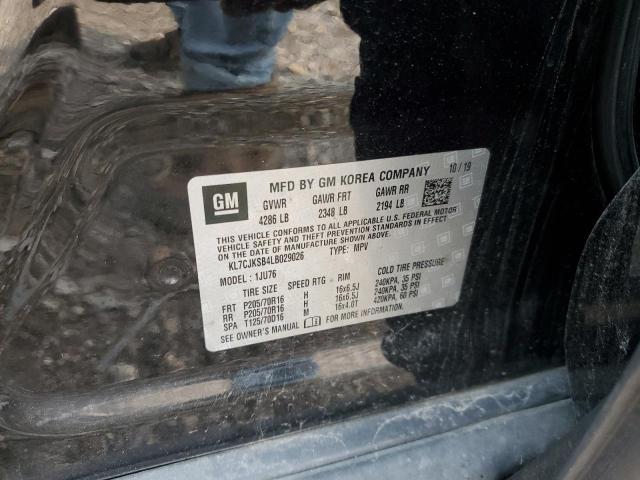 GM
MFD BY GM KOREA COMPANY 10/19
GVWR GAWR FRT GAWR RR
4286 LB 2348 LB 2194 LB
THIS VEHICLE CONFORMS TO ALL APPLICABLE U.S. FEDERAL MOTOR
VEHICLE SAFETY, BUMPER, AND THEFT PREVENTION STANDARDS IN EFFECT
ON THE DATE OF MANUFACTURE SHOWN ABOVE.
KL7CJKSB4LB029026 TYPE: MPV
MODEL: 1JU76
TIRE SIZE SPEED RTG RIM COLD TIRE PRESSURE
FRT P205/70R16 H 16x6.5J 240KPA, 35 PSI
RR P205/70R16 H 16x6.5J 240KPA, 35 PSI
SPA T125/70D16 M 16x4.0T 420KPA, 60 PSI
SEE OWNER'S MANUAL FOR MORE INFORMATION.